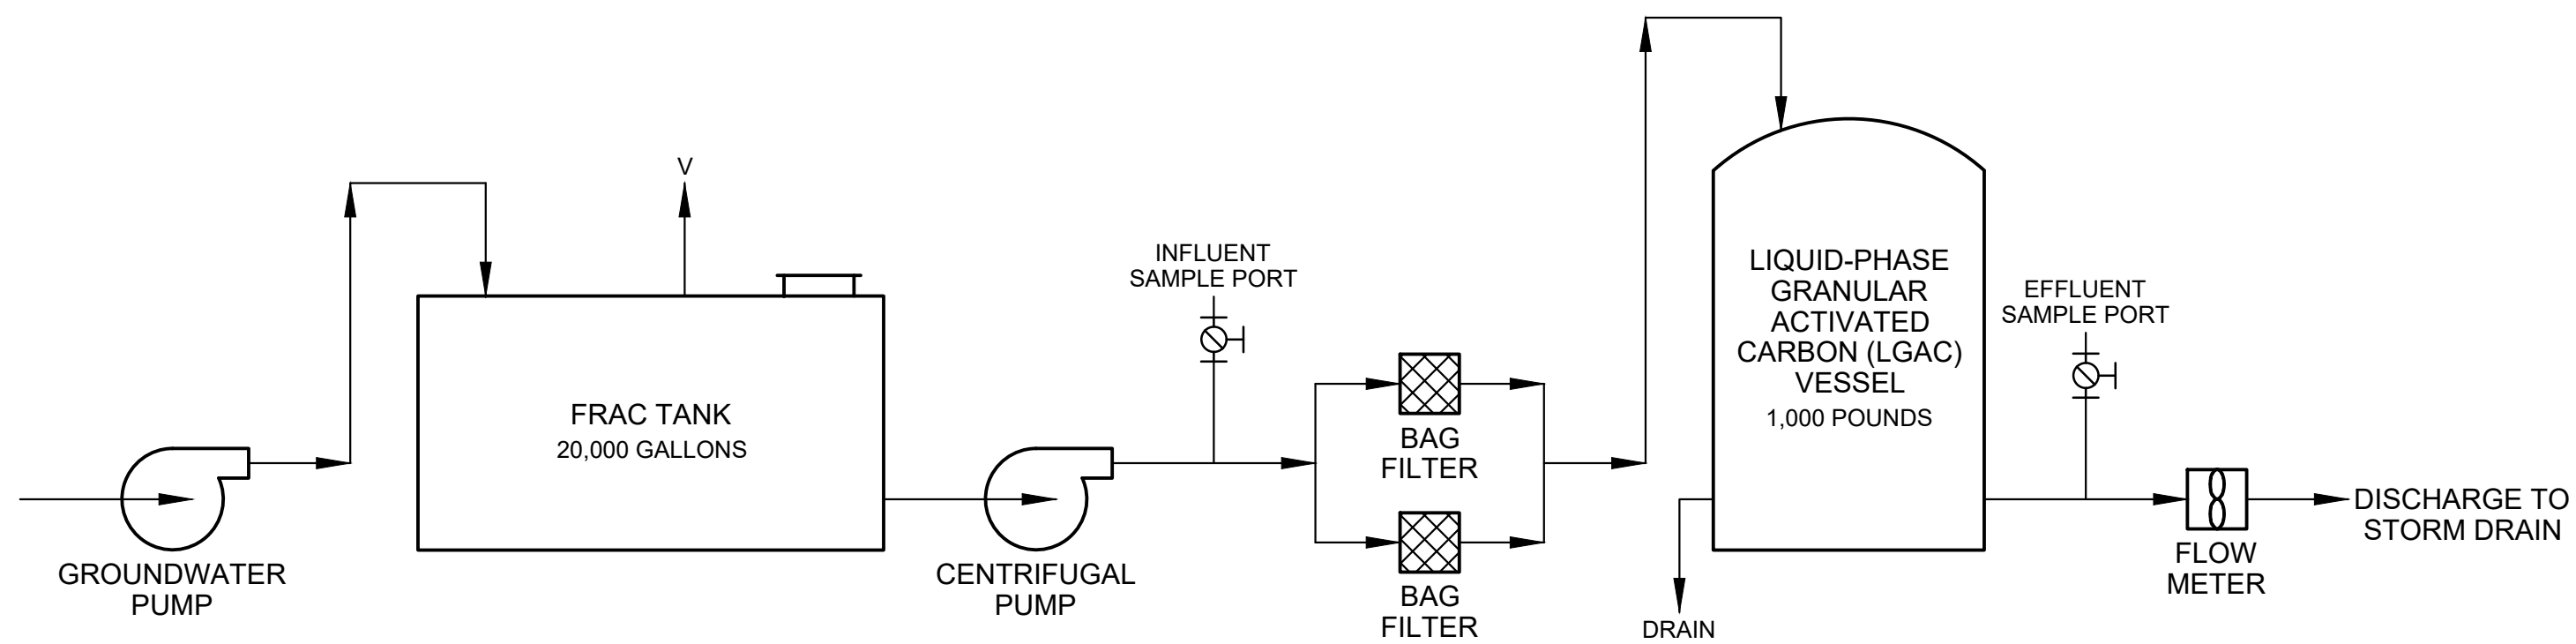 GROUNDWATER
PUMP
V
FRAC TANK
20,000 GALLONS
CENTRIFUGAL
PUMP
INFLUENT
SAMPLE PORT
BAG
FILTER
BAG
FILTER
LIQUID-PHASE
GRANULAR
ACTIVATED
CARBON (LGAC)
VESSEL
1,000 POUNDS
DRAIN
EFFLUENT
SAMPLE PORT
FLOW
METER
DISCHARGE TO
STORM DRAIN